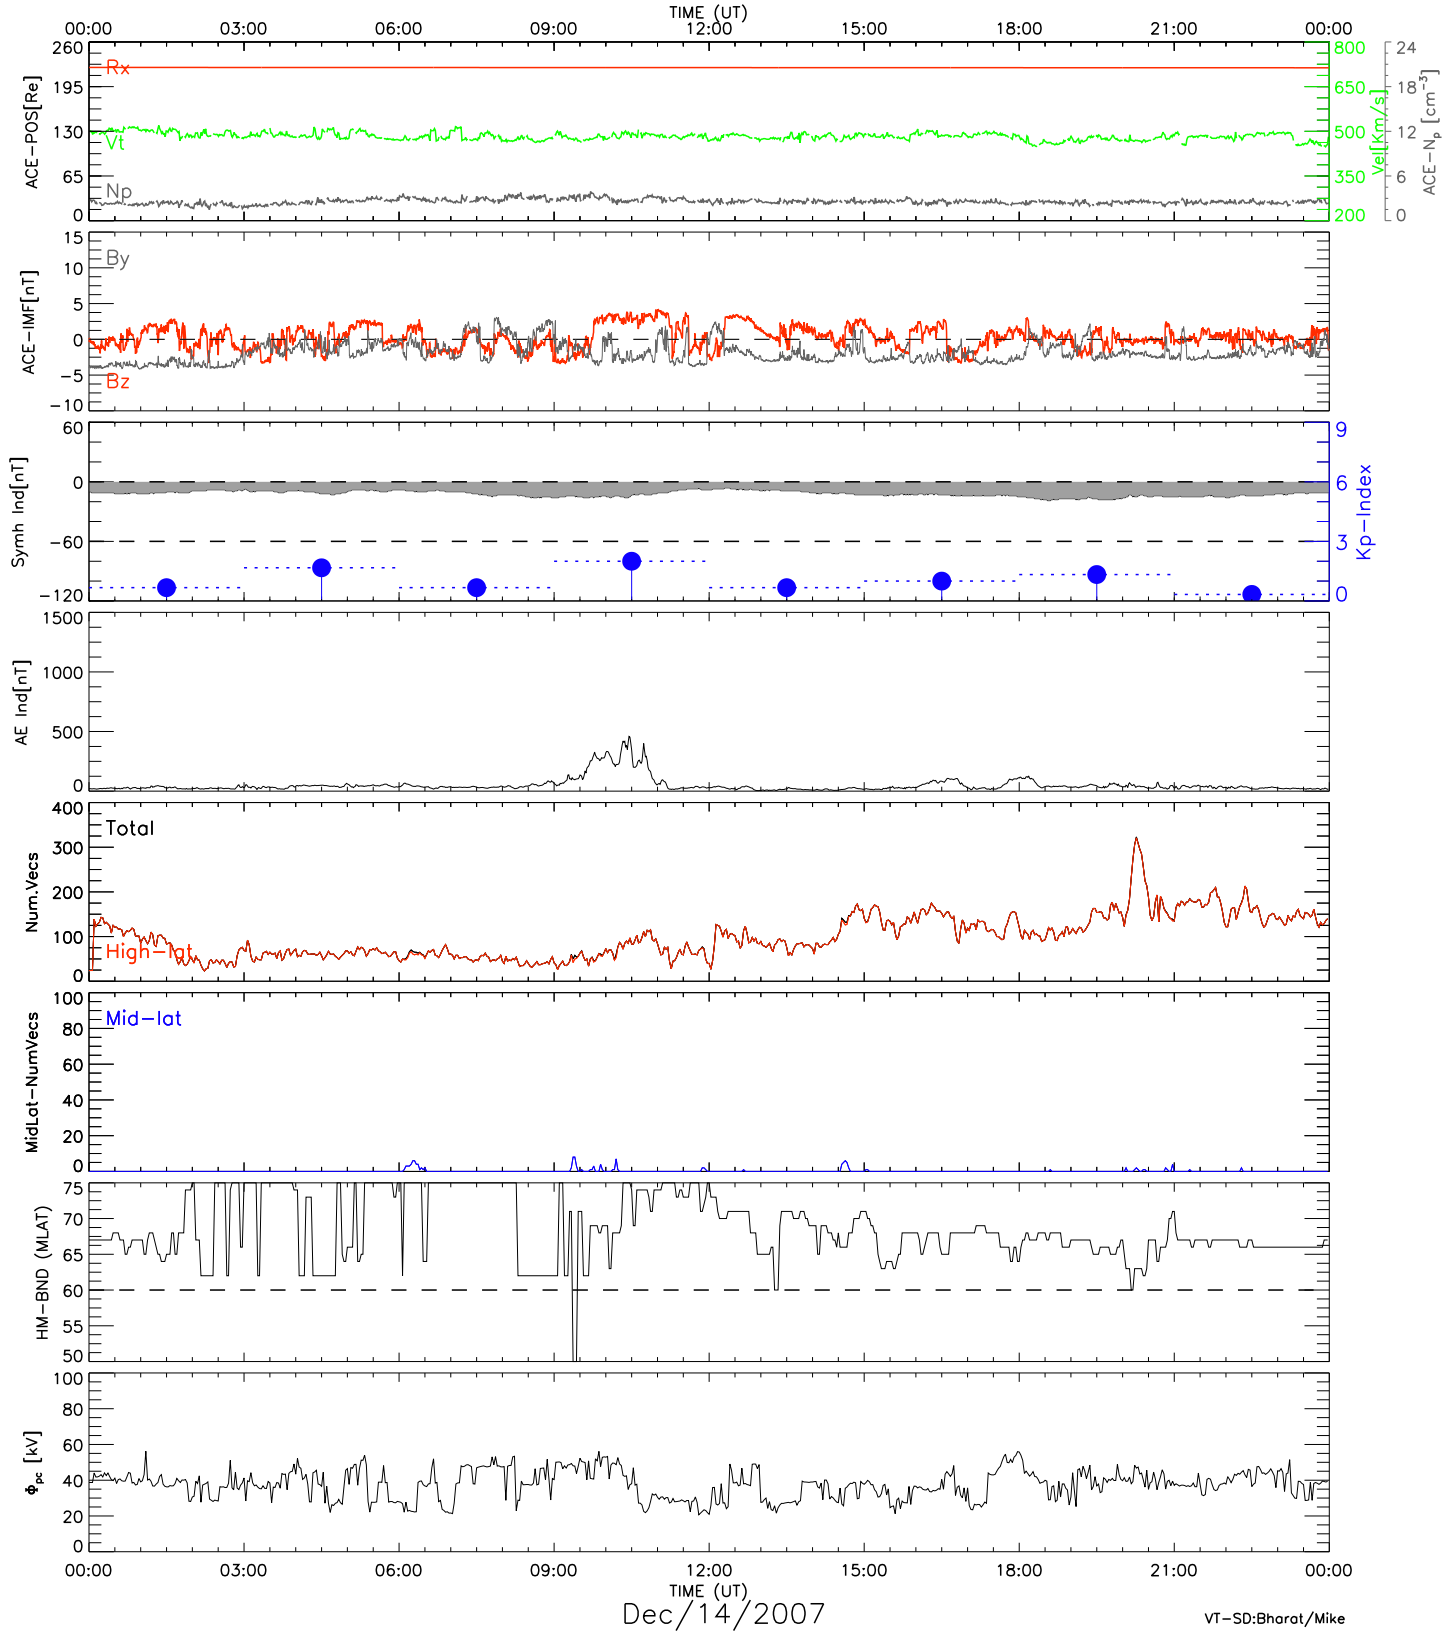 TIME (UT)
00:00 03:00 06:00 09:00 12:00 15:00 18:00 21:00 00:00
260 195 130 65 0
ACE-POS[Re]
Rx
Vt
Np
800 650 500 350 200
Vel[Km/s]
24 18 12 6 0
ACE-Np [cm-3]
15 10 5 0 -5 -10
ACE-IMF[nT]
By
Bz
60 0 -60 -120
Symh Ind[nT]
9 6 3 0
Kp-Index
1500 1000 500 0
AE Ind[nT]
400 300 200 100 0
Num.Vecs
Total
High-lat
100 80 60 40 20 0
MidLat-NumVecs
Mid-lat
75 70 65 60 55 50
HM-BND (MLAT)
100 80 60 40 20 0
Φpc [kV]
00:00 03:00 06:00 09:00 12:00 15:00 18:00 21:00 00:00
TIME (UT)
Dec/14/2007
VT-SD:Bharat/Mike